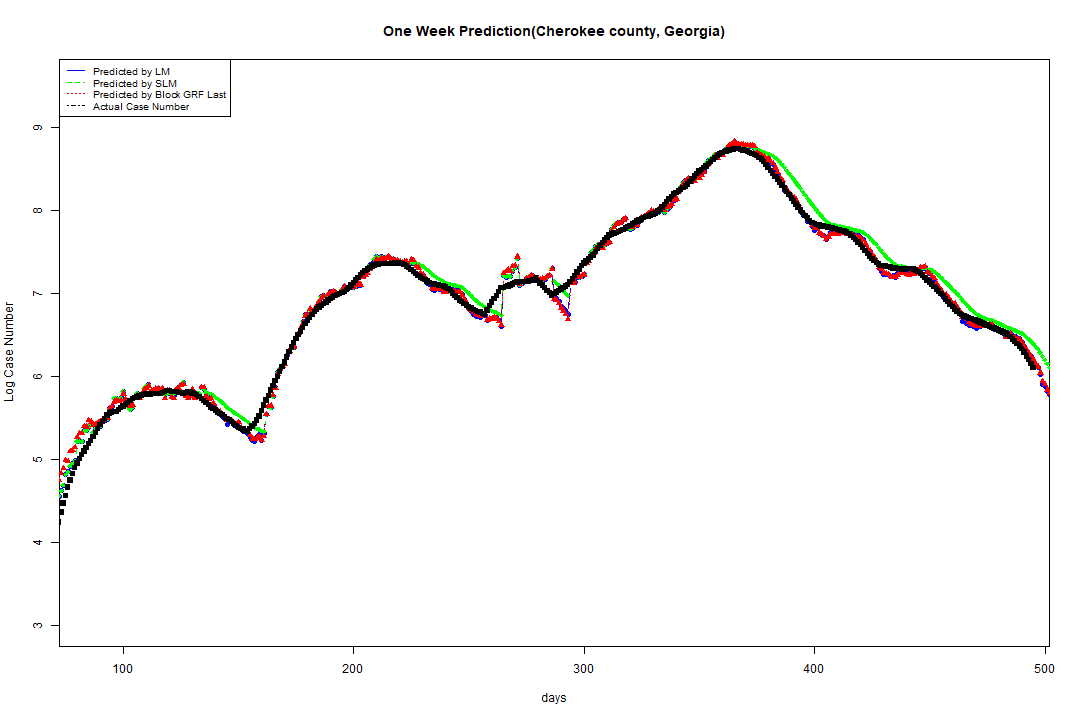 One Week Prediction(Cherokee county, Georgia)
Predicted by LM
Predicted by SLM
Predicted by Block GRF Last
Actual Case Number
9
8
7
6
5
4
3
Log Case Number
100
200
300
400
500
days